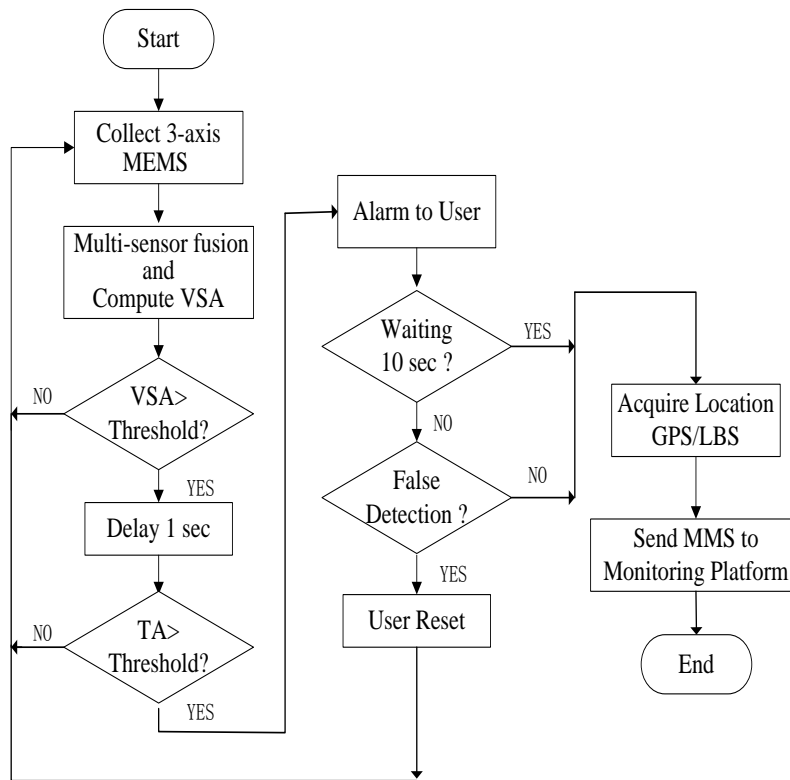 Start
Collect 3-axis
MEMS
Multi-sensor fusion
and
Compute VSA
VSA>
Threshold?
NO
YES
Delay 1 sec
TA>
Threshold?
NO
YES
Alarm to User
Waiting
10 sec ?
YES
NO
False
Detection ?
NO
YES
User Reset
Acquire Location
GPS/LBS
Send MMS to
Monitoring Platform
End